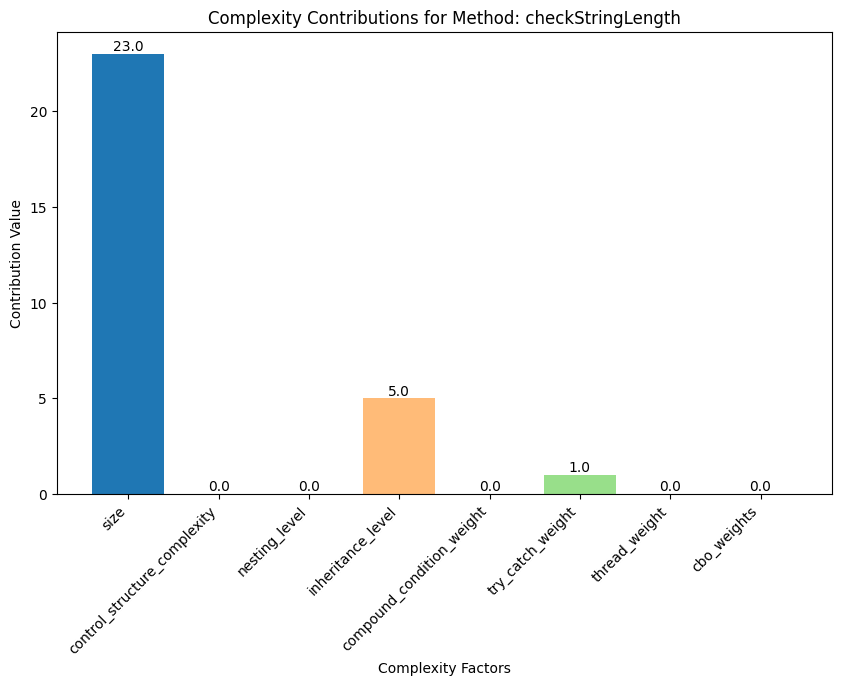 Complexity Contributions for Method: checkStringLength
Contribution Value
20
15
10
5
0
23.0
0.0
0.0
5.0
0.0
1.0
0.0
0.0
size
control_structure_complexity
nesting_level
inheritance_level
compound_condition_weight
try_catch_weight
thread_weight
cbo_weights
Complexity Factors